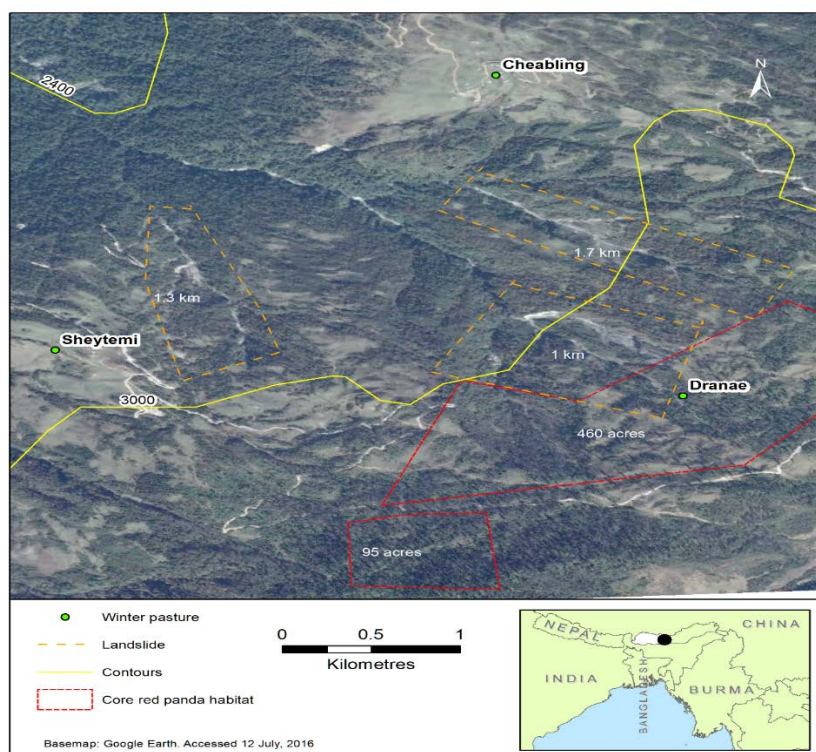 2400
Cheabling
N
1.7 km
1.3 km
Sheytemi
1 km
Dranae
3000
460 acres
95 acres
Winter pasture
Landslide
Contours
Core red panda habitat
0 0.5 1
Kilometres
NEPAL
CHINA
INDIA
BANGLADESH
BURMA
Basemap: Google Earth. Accessed 12 July, 2016